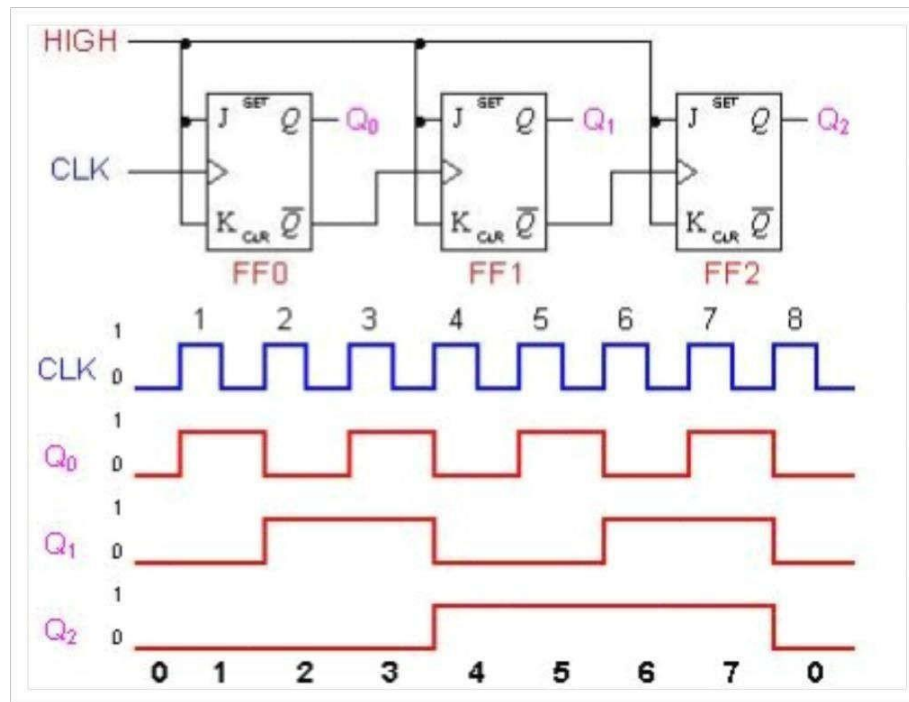 HIGH
SET SET SET
J Q Q₀ J Q Q₁ J Q Q₂
CLK
K CLR Q̅ K CLR Q̅ K CLR Q̅
FF0 FF1 FF2
1 2 3 4 5 6 7 8
1
CLK 0
1
Q₀ 0
1
Q₁ 0
1
Q₂ 0
0 1 2 3 4 5 6 7 0